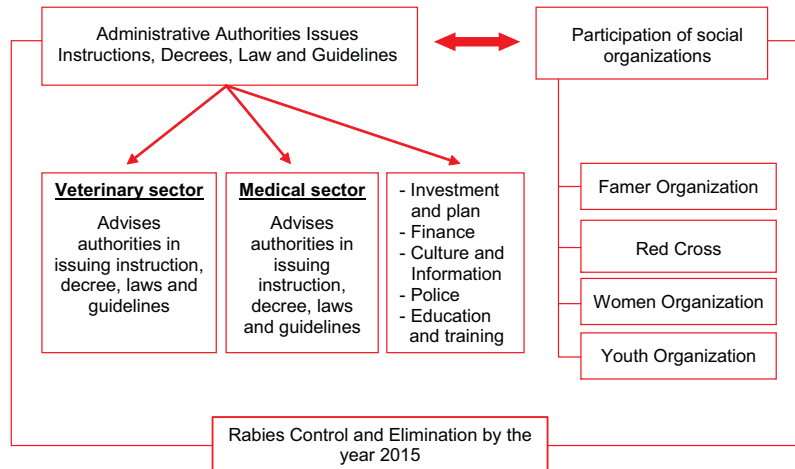 Administrative Authorities Issues
Instructions, Decrees, Law and Guidelines
Participation of social
organizations
Veterinary sector
Advises
authorities in
issuing instruction,
decree, laws and
guidelines
Medical sector
Advises
authorities in
issuing
instruction,
decree, laws
and guidelines
- Investment
and plan
- Finance
- Culture and
Information
- Police
- Education
and training
Famer Organization
Red Cross
Women Organization
Youth Organization
Rabies Control and Elimination by the
year 2015